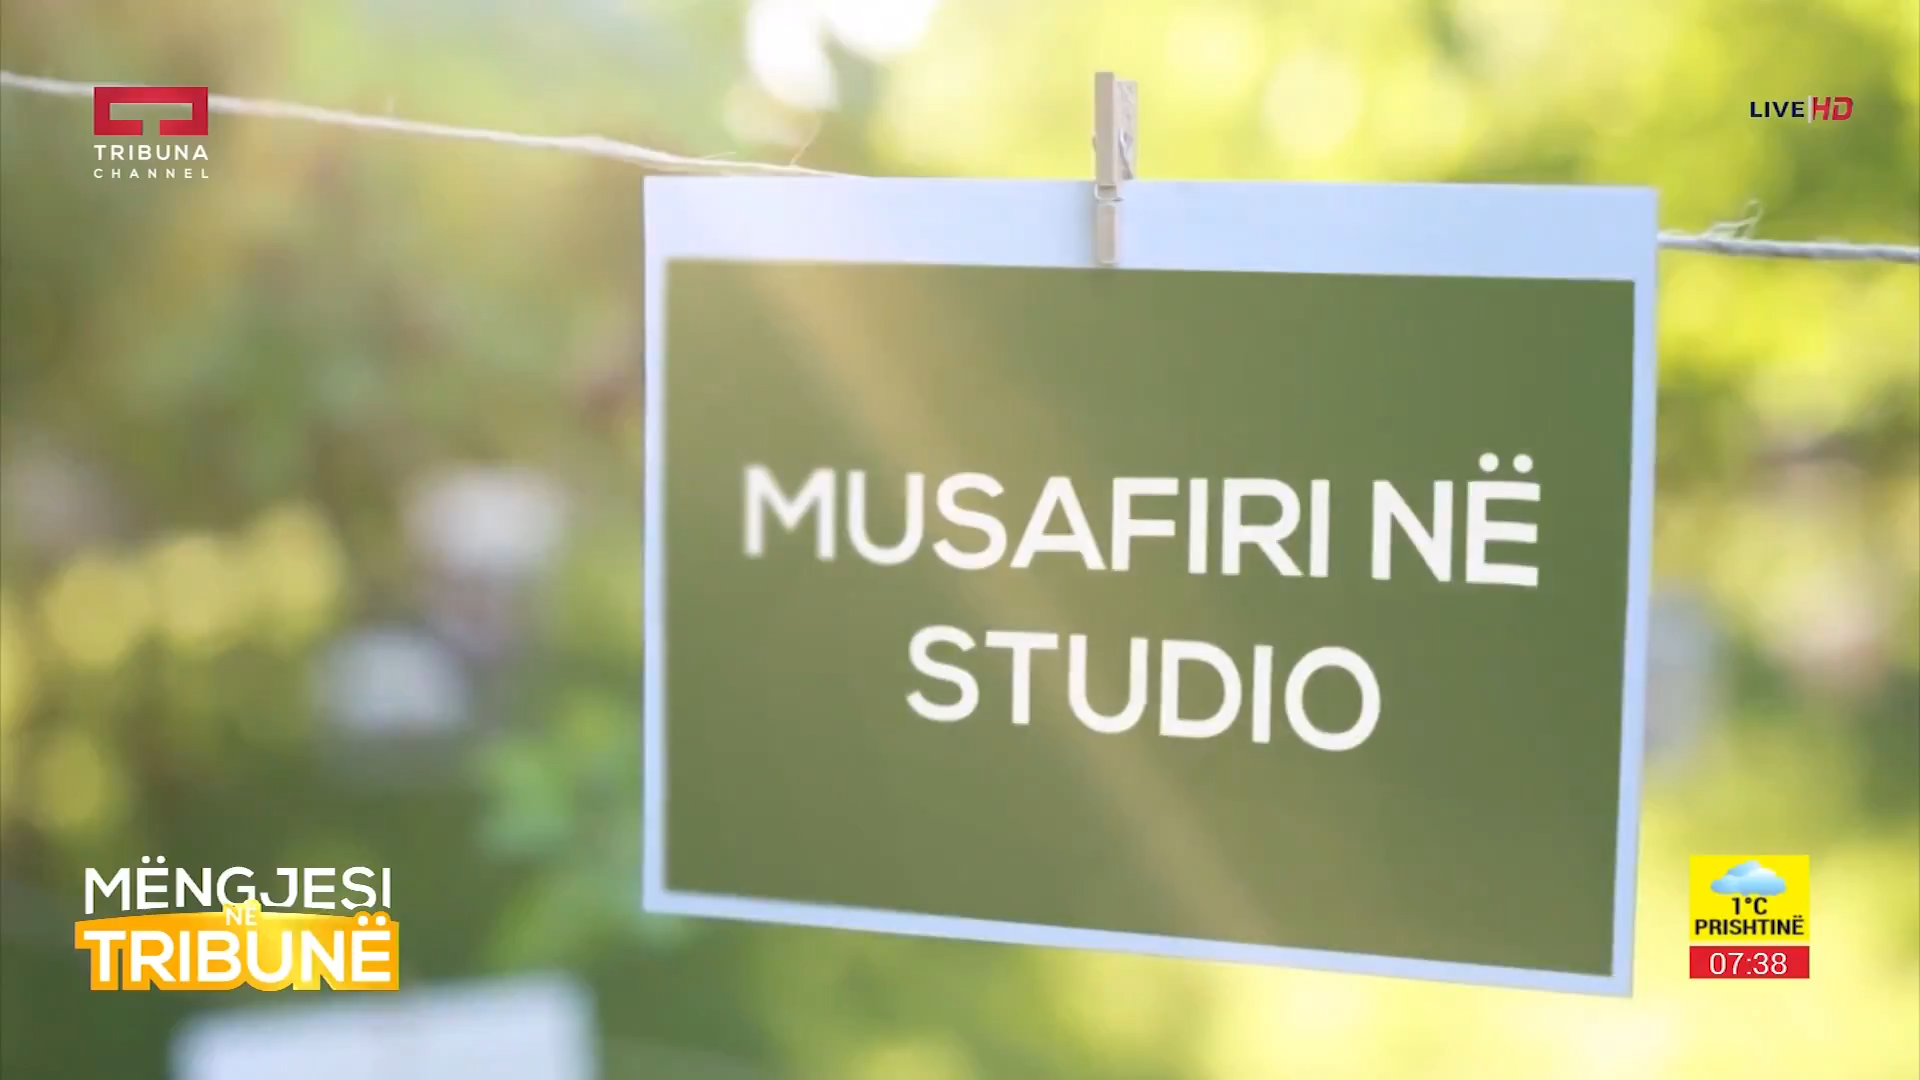 TRIBUNA
CHANNEL
LIVE HD
MUSAFIRI NË
STUDIO
MËNGJESI
NË
TRIBUNË
1°C
PRISHTINË
07:38